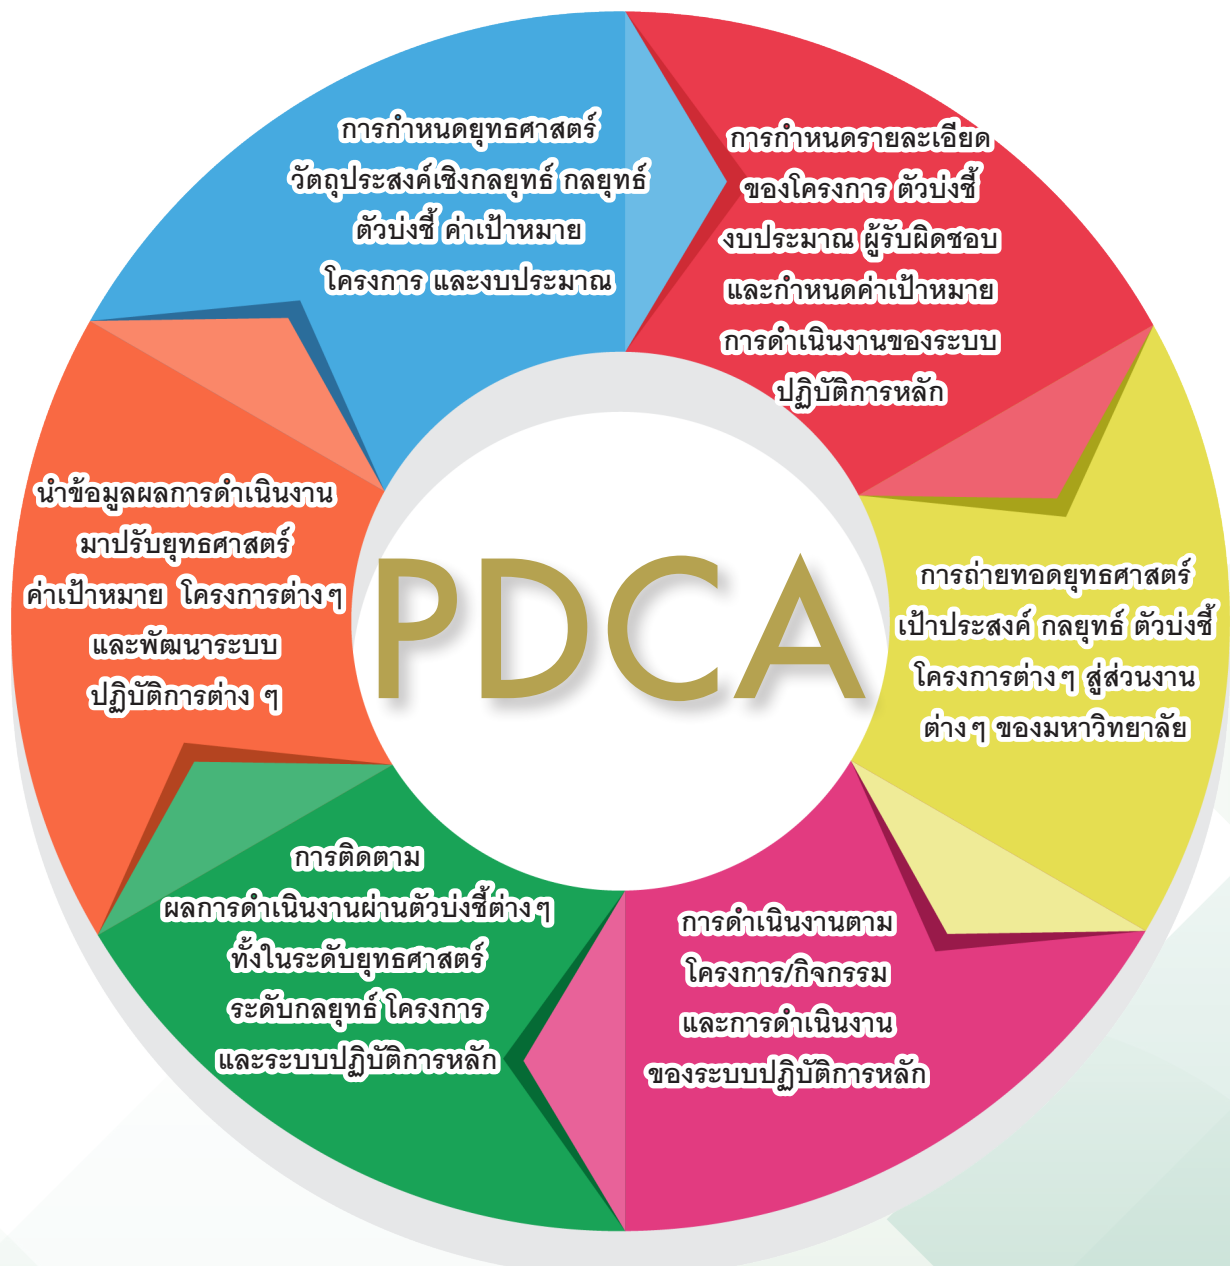 การกำหนดยุทธศาสตร์
วัตถุประสงค์เชิงกลยุทธ์ กลยุทธ์
ตัวบ่งชี้ ค่าเป้าหมาย
โครงการ และงบประมาณ
การกำหนดรายละเอียด
ของโครงการ ตัวบ่งชี้
งบประมาณ ผู้รับผิดชอบ
และกำหนดค่าเป้าหมาย
การดำเนินงานของระบบ
ปฏิบัติการหลัก
การถ่ายทอดยุทธศาสตร์
เป้าประสงค์ กลยุทธ์ ตัวบ่งชี้
โครงการต่างๆ สู่ส่วนงาน
ต่างๆ ของมหาวิทยาลัย
การดำเนินงานตาม
โครงการ/กิจกรรม
และการดำเนินงาน
ของระบบปฏิบัติการหลัก
การติดตาม
ผลการดำเนินงานผ่านตัวบ่งชี้ต่างๆ
ทั้งในระดับยุทธศาสตร์
ระดับกลยุทธ์ โครงการ
และระบบปฏิบัติการหลัก
นำข้อมูลผลการดำเนินงาน
มาปรับยุทธศาสตร์
ค่าเป้าหมาย โครงการต่างๆ
และพัฒนาระบบ
ปฏิบัติการต่าง ๆ
PDCA